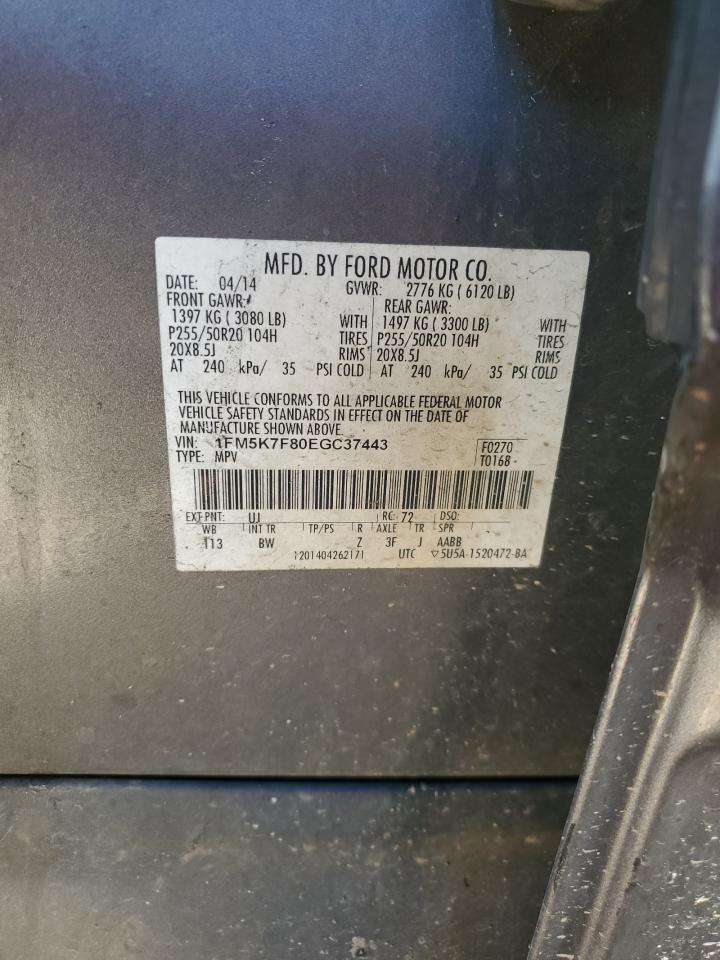 MFD. BY FORD MOTOR CO.
DATE: 04/14 GVWR: 2776 KG ( 6120 LB)
FRONT GAWR: REAR GAWR:
1397 KG ( 3080 LB) WITH 1497 KG ( 3300 LB) WITH
P255/50R20 104H TIRES P255/50R20 104H TIRES
20X8.5J RIMS 20X8.5J RIMS
AT 240 kPa/ 35 PSI COLD AT 240 kPa/ 35 PSI COLD
THIS VEHICLE CONFORMS TO ALL APPLICABLE FEDERAL MOTOR
VEHICLE SAFETY STANDARDS IN EFFECT ON THE DATE OF
MANUFACTURE SHOWN ABOVE.
VIN: 1FM5K7F80EGC37443 F0270
TYPE: MPV T0168
EXT PNT: UJ RC: 72 DSO:
WB INT TR TP/PS R AXLE TR SPR
T13 BW Z 3F J AABB
1201404262171 UTC ▽5U5A-1520472-BA